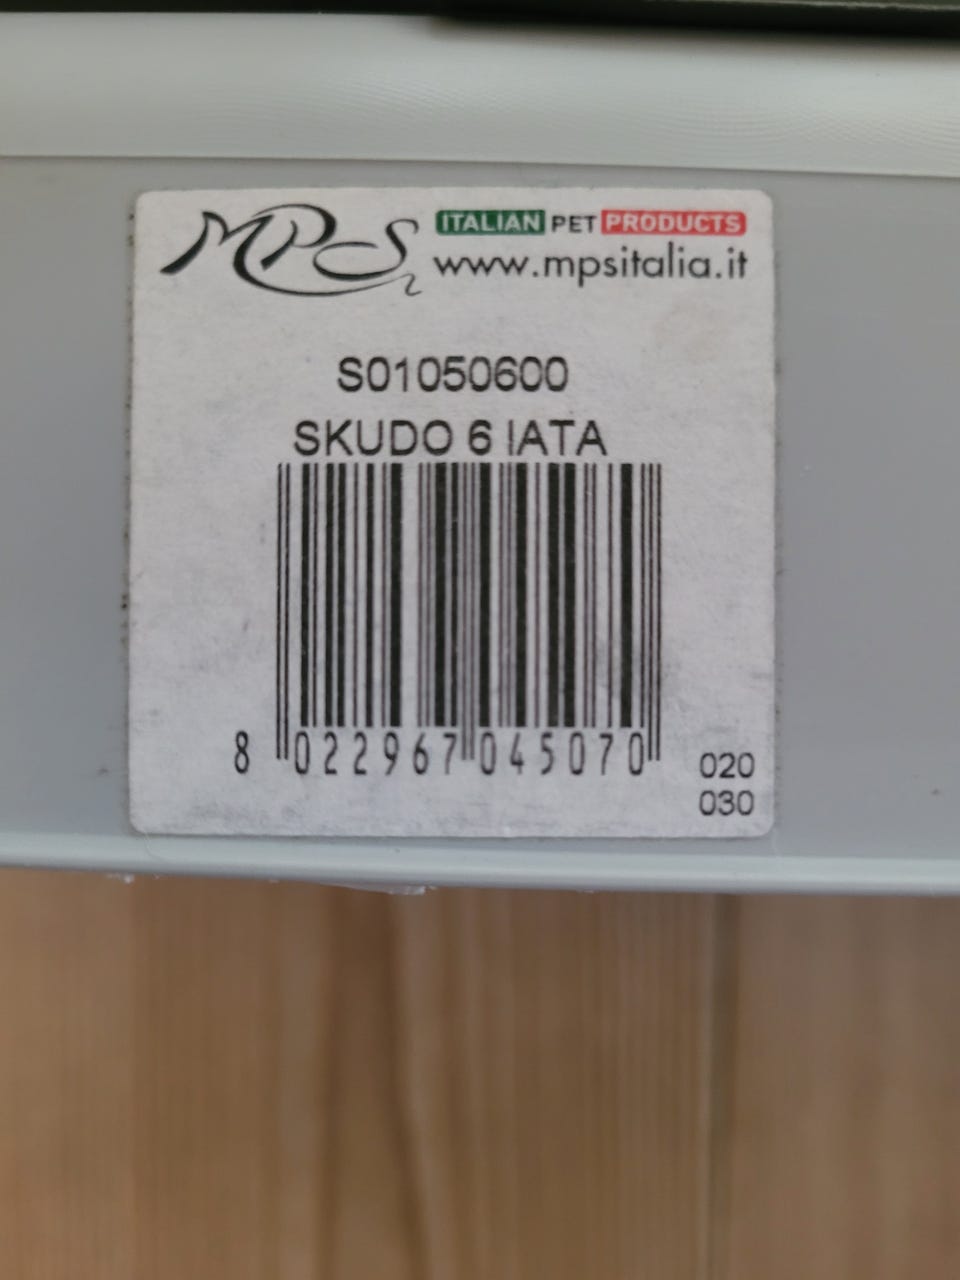 MPS ITALIAN PET PRODUCTS
www.mpsitalia.it
S01050600
SKUDO 6 IATA
8 022967 045070
020
030